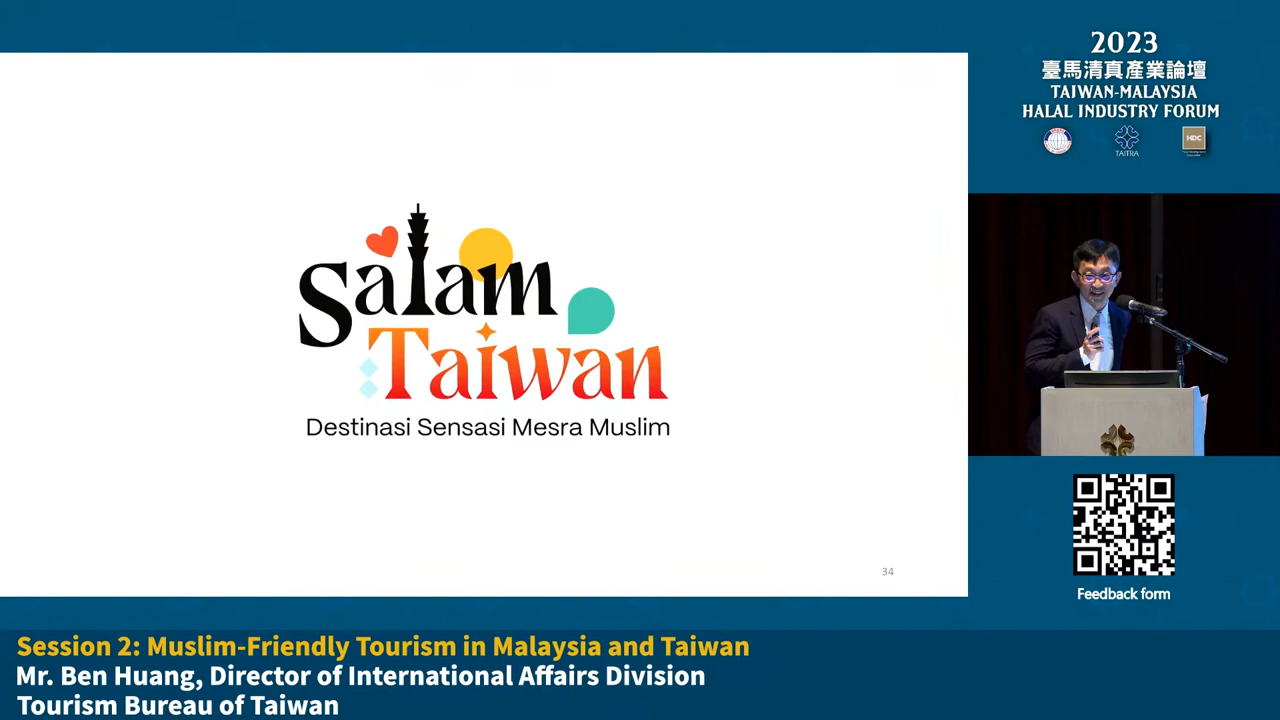 2023
臺馬清真產業論壇
TAIWAN-MALAYSIA
HALAL INDUSTRY FORUM
TAITRA
HDC
Salam
Taiwan
Destinasi Sensasi Mesra Muslim
34
Feedback form
Session 2: Muslim-Friendly Tourism in Malaysia and Taiwan
Mr. Ben Huang, Director of International Affairs Division
Tourism Bureau of Taiwan